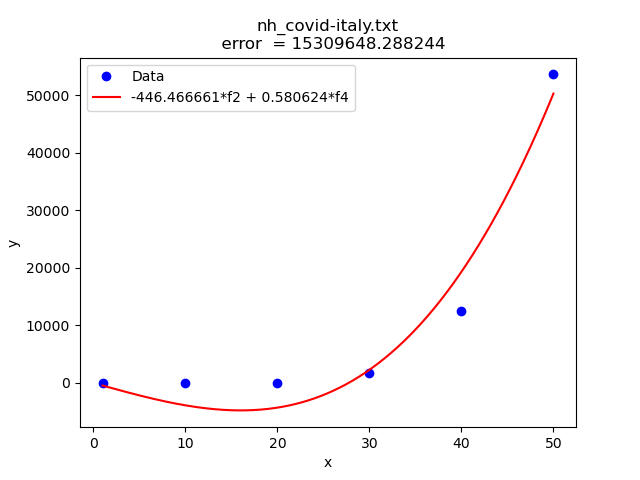 nh_covid-italy.txt
error  = 15309648.288244
Data
-446.466661*f2 + 0.580624*f4
50000
40000
30000
20000
10000
0
y
0 10 20 30 40 50
x